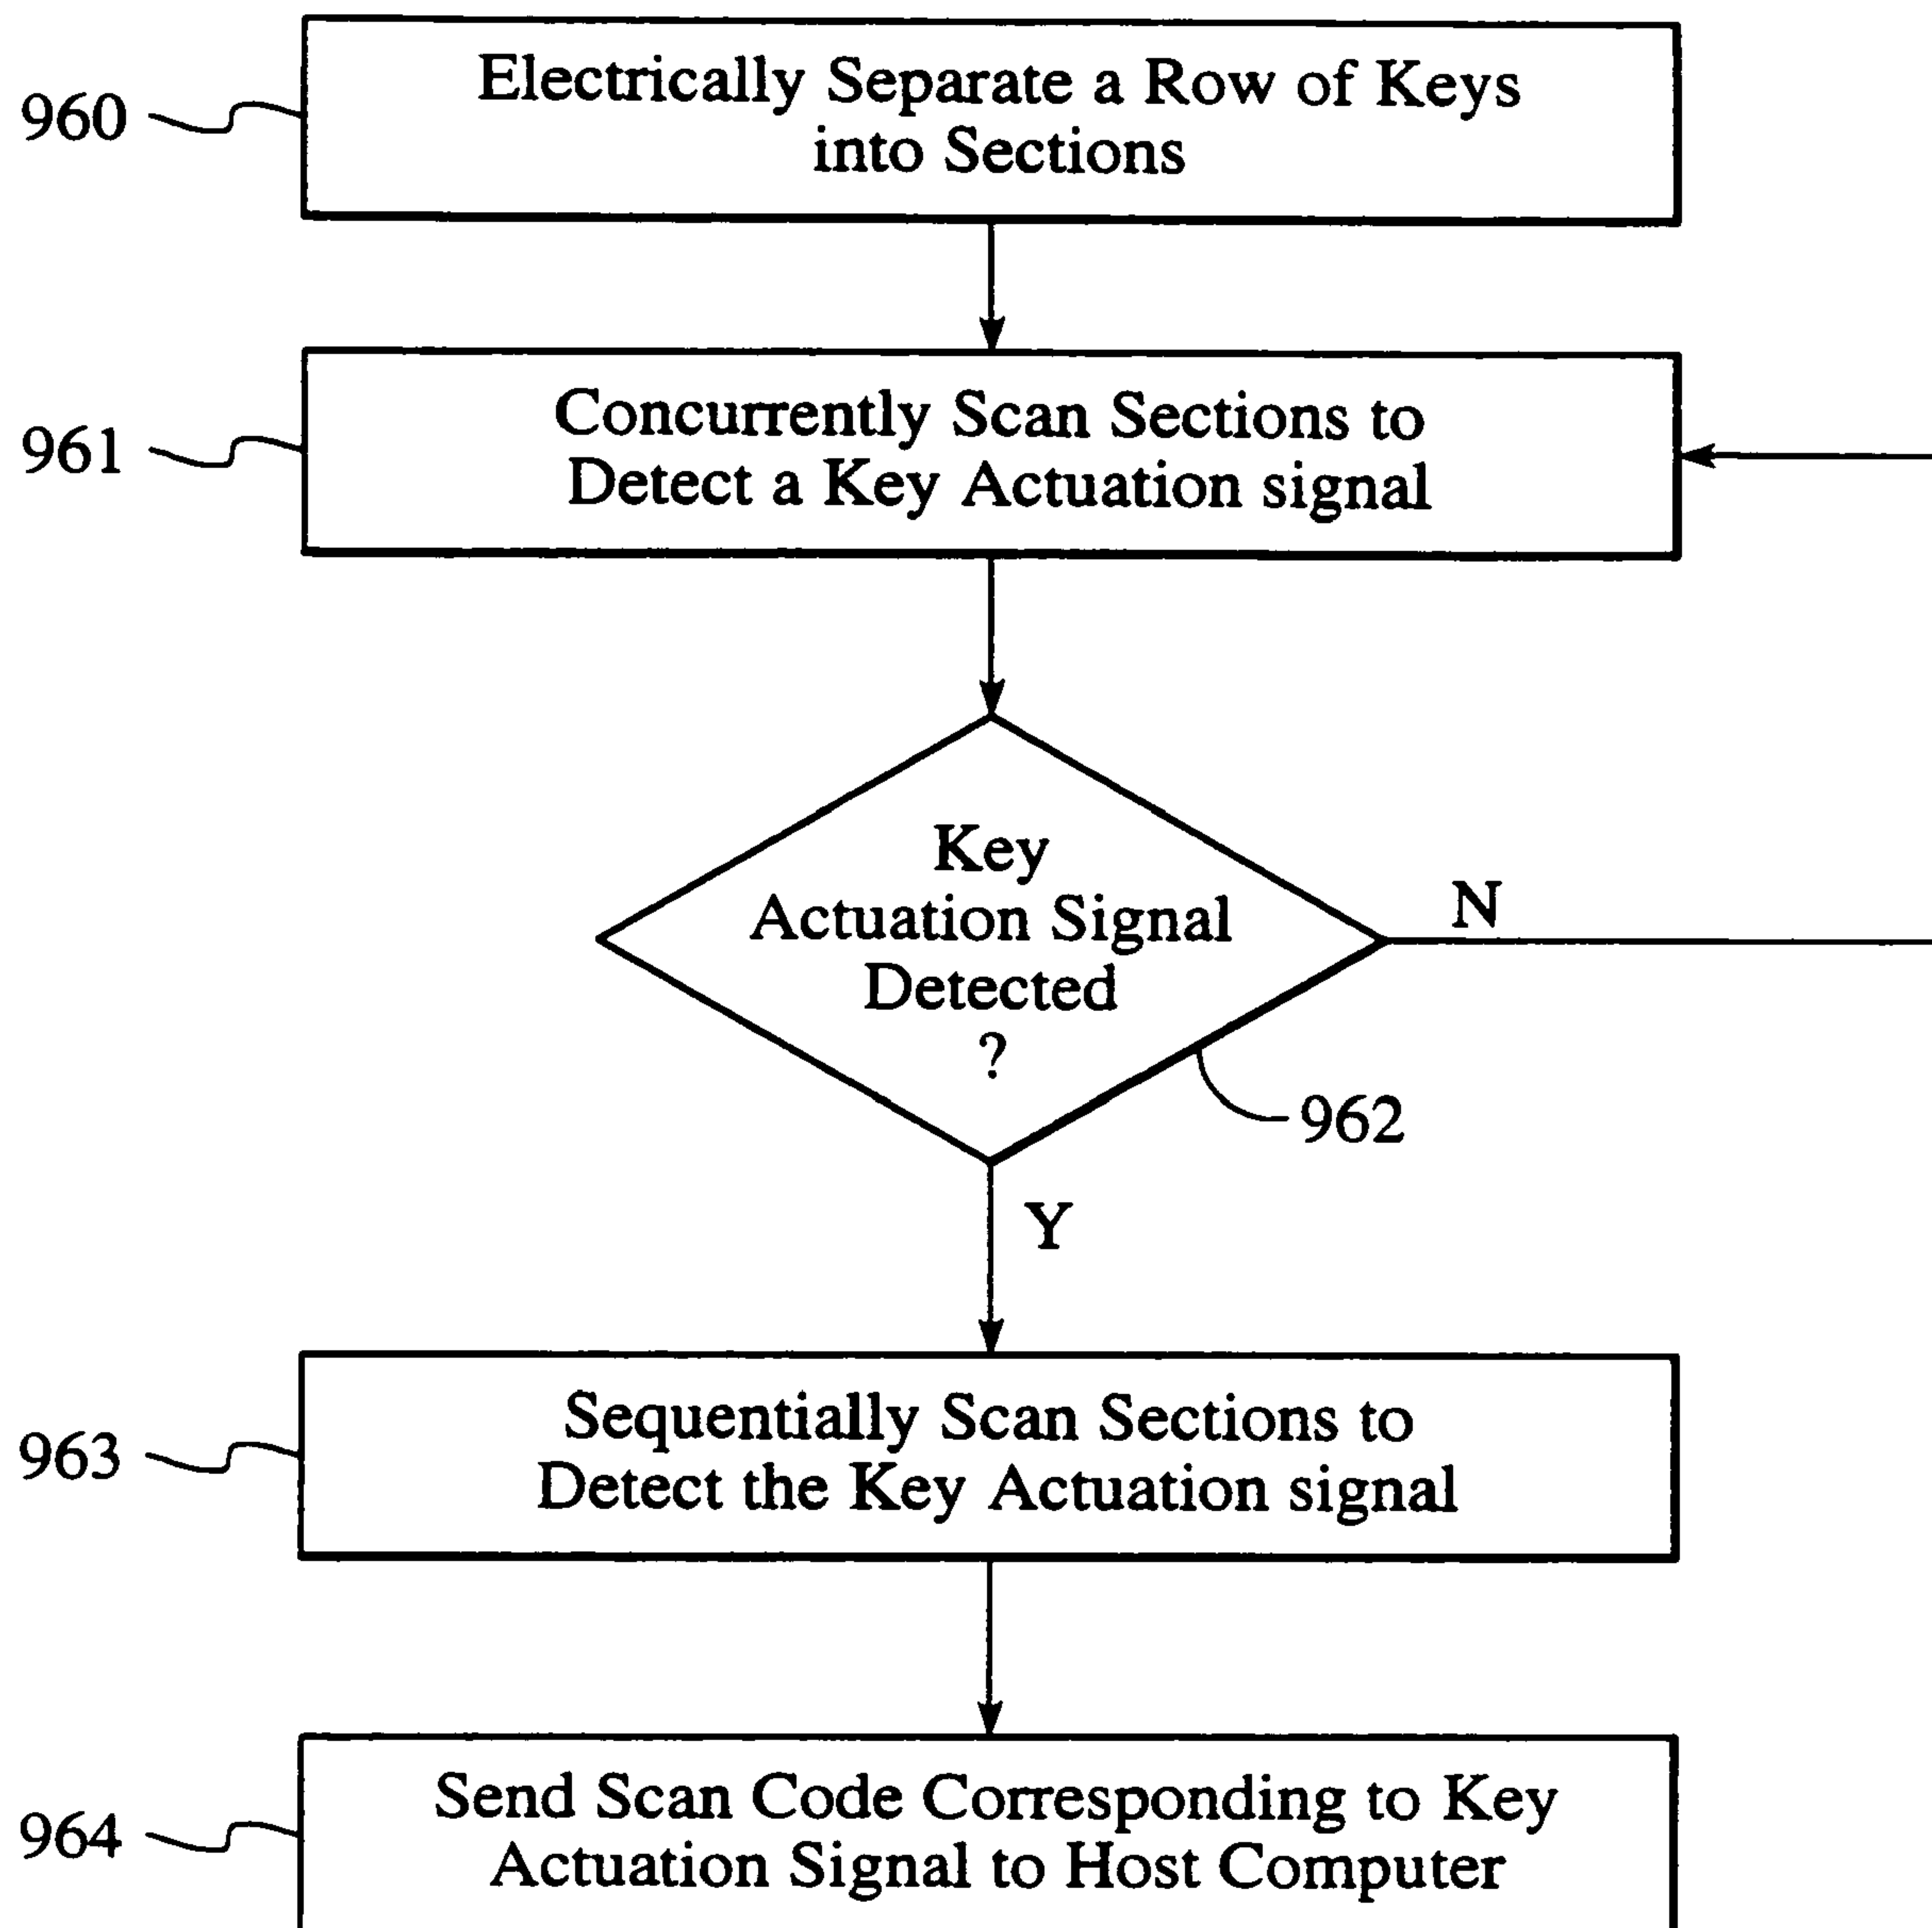 960
Electrically Separate a Row of Keys
into Sections
961
Concurrently Scan Sections to
Detect a Key Actuation signal
Key
Actuation Signal
Detected
?
N
962
Y
963
Sequentially Scan Sections to
Detect the Key Actuation signal
964
Send Scan Code Corresponding to Key
Actuation Signal to Host Computer